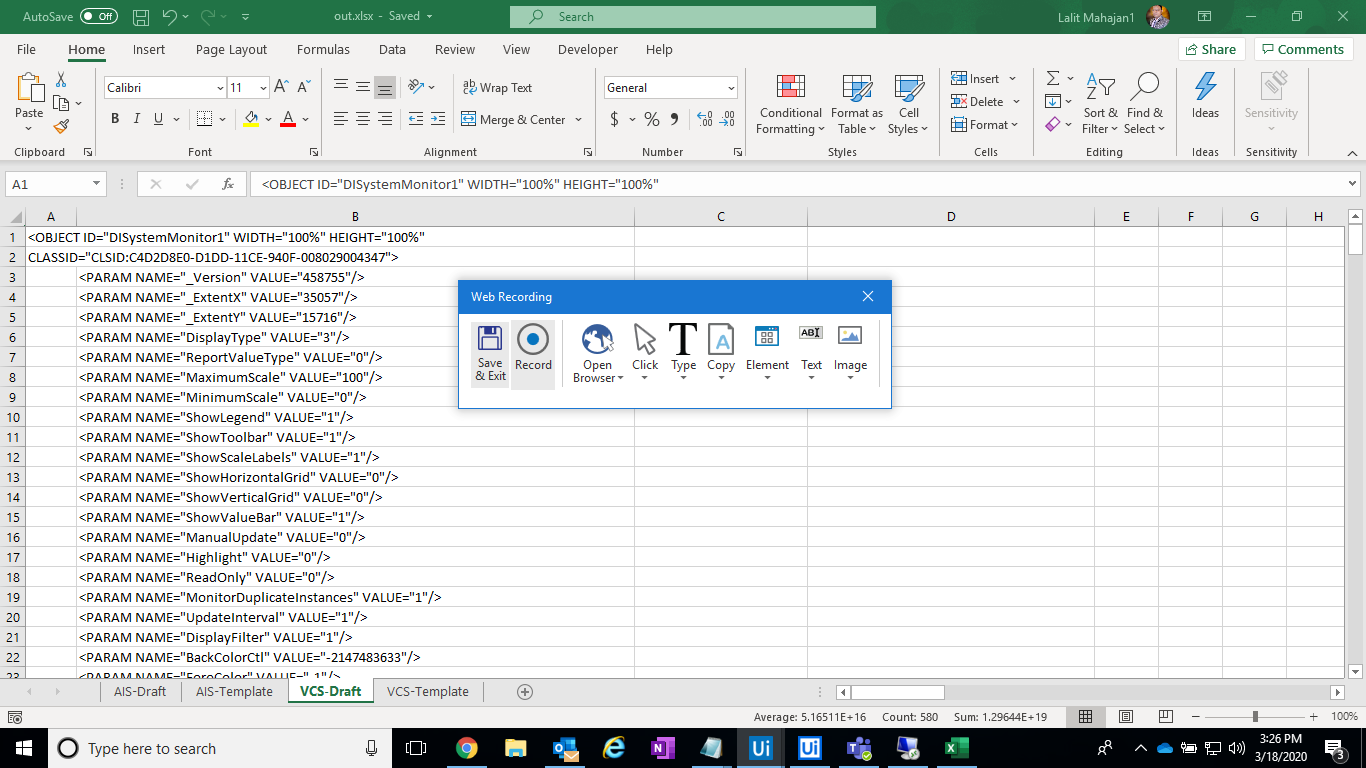 AutoSave Off
out.xlsx - Saved
Search
Lalit Mahajan1
File Home Insert Page Layout Formulas Data Review View Developer Help
Share Comments
Paste
Clipboard
Calibri 11
B I U A
Font
Wrap Text
Merge & Center
Alignment
General
$ % 9
Number
Conditional Formatting
Format as Table
Cell Styles
Styles
Insert
Delete
Format
Cells
Sort & Filter
Find & Select
Editing
Ideas
Ideas
Sensitivity
Sensitivity
A1 fx <OBJECT ID="DISystemMonitor1" WIDTH="100%" HEIGHT="100%"
A B C D E F G H
1 <OBJECT ID="DISystemMonitor1" WIDTH="100%" HEIGHT="100%"
2 CLASSID="CLSID:C4D2D8E0-D1DD-11CE-940F-008029004347">
3 <PARAM NAME="_Version" VALUE="458755"/>
4 <PARAM NAME="_ExtentX" VALUE="35057"/>
5 <PARAM NAME="_ExtentY" VALUE="15716"/>
6 <PARAM NAME="DisplayType" VALUE="3"/>
7 <PARAM NAME="ReportValueType" VALUE="0"/>
8 <PARAM NAME="MaximumScale" VALUE="100"/>
9 <PARAM NAME="MinimumScale" VALUE="0"/>
10 <PARAM NAME="ShowLegend" VALUE="1"/>
11 <PARAM NAME="ShowToolbar" VALUE="1"/>
12 <PARAM NAME="ShowScaleLabels" VALUE="1"/>
13 <PARAM NAME="ShowHorizontalGrid" VALUE="0"/>
14 <PARAM NAME="ShowVerticalGrid" VALUE="0"/>
15 <PARAM NAME="ShowValueBar" VALUE="1"/>
16 <PARAM NAME="ManualUpdate" VALUE="0"/>
17 <PARAM NAME="Highlight" VALUE="0"/>
18 <PARAM NAME="ReadOnly" VALUE="0"/>
19 <PARAM NAME="MonitorDuplicateInstances" VALUE="1"/>
20 <PARAM NAME="UpdateInterval" VALUE="1"/>
21 <PARAM NAME="DisplayFilter" VALUE="1"/>
22 <PARAM NAME="BackColorCtl" VALUE="-2147483633"/>
23 <PARAM NAME="ForeColor" VALUE="-1"/>
Web Recording
Save & Exit
Record
Open Browser
Click
Type
Copy
Element
Text
Image
AIS-Draft AIS-Template VCS-Draft VCS-Template
Average: 5.16511E+16 Count: 580 Sum: 1.29644E+19 100%
Type here to search
3:26 PM
3/18/2020
3